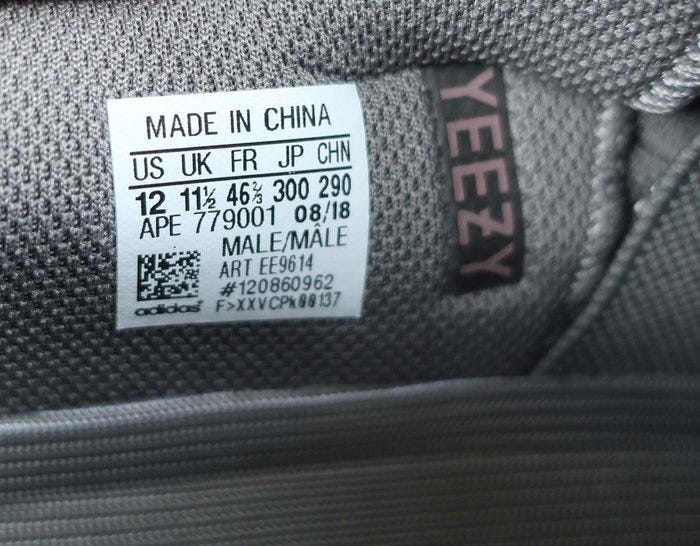 MADE IN CHINA
US UK FR JP CHN
12 11½ 46⅔ 300 290
APE 779001 08/18
MALE/MÂLE
ART EE9614
#120860962
F>XXVCPk00137
adidas
YEEZY